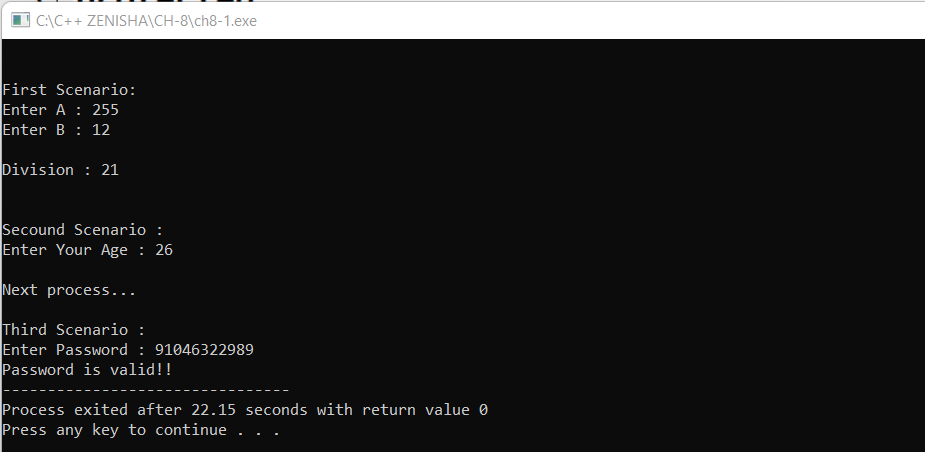 C:\C++ ZENISHA\CH-8\ch8-1.exe
First Scenario:
Enter A : 255
Enter B : 12
Division : 21
Secound Scenario :
Enter Your Age : 26
Next process...
Third Scenario :
Enter Password : 91046322989
Password is valid!!
--------------------------------
Process exited after 22.15 seconds with return value 0
Press any key to continue . . .